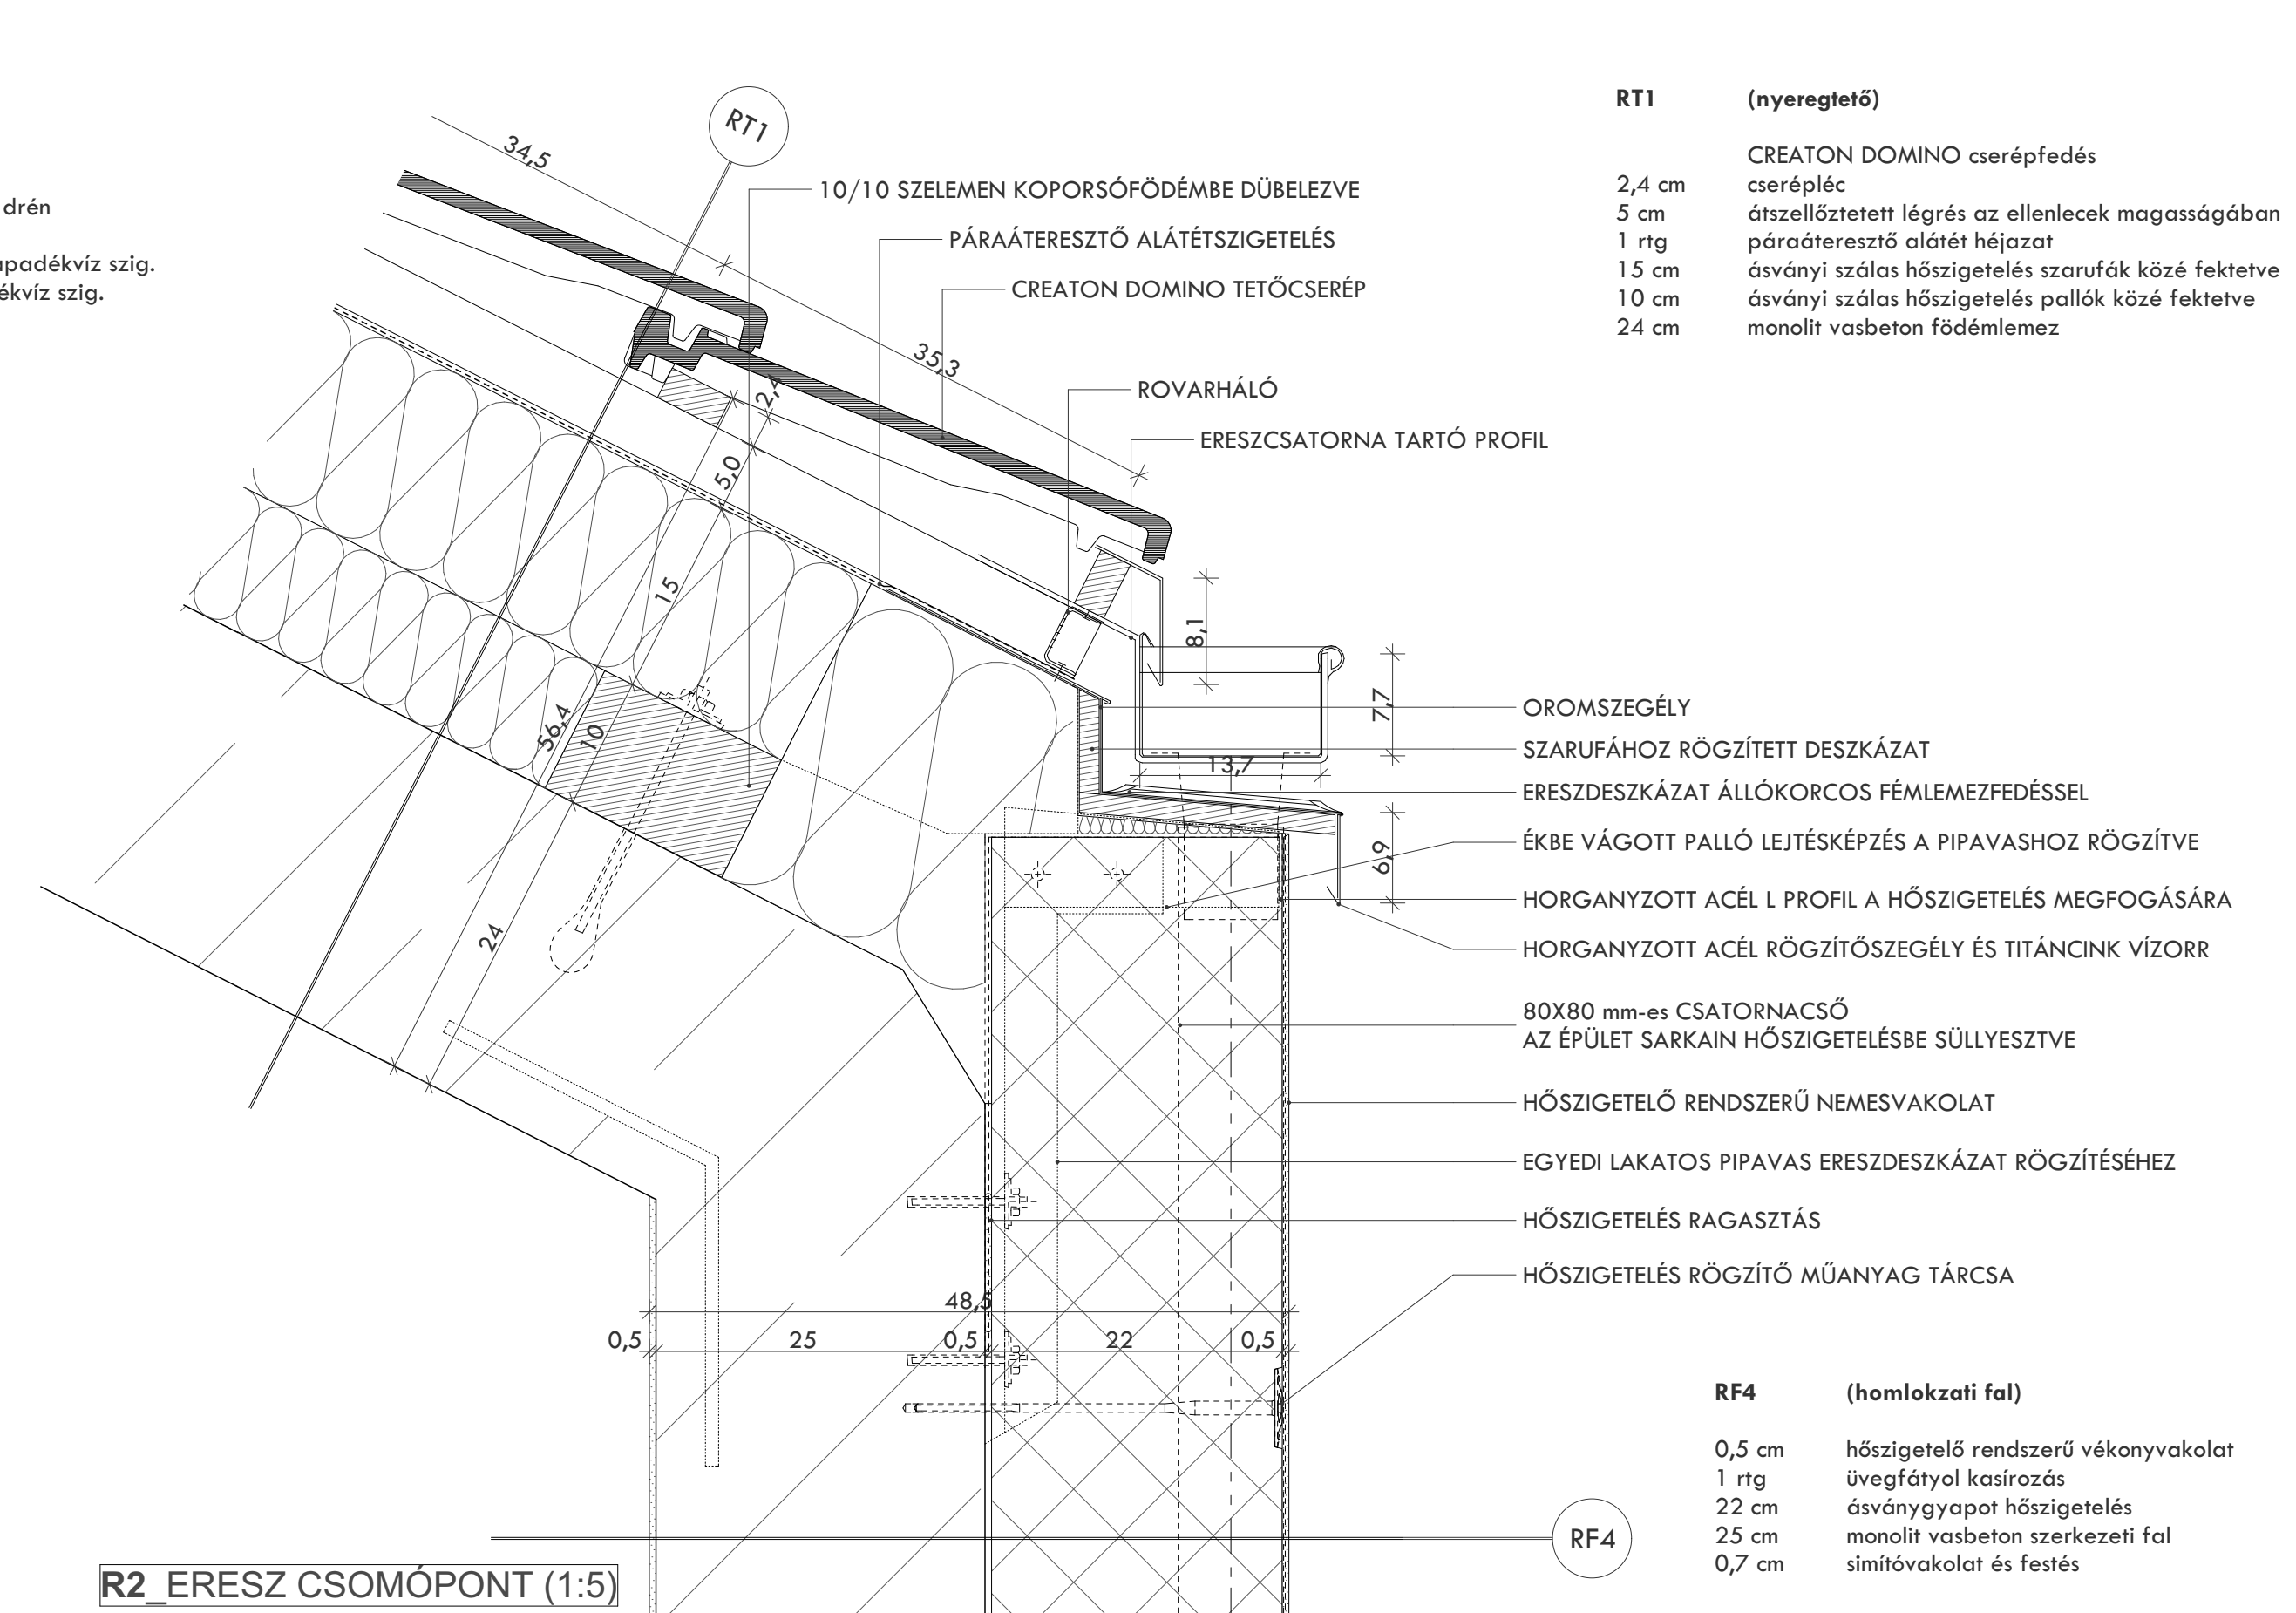 drén
apadékvíz szig.
ékvíz szig.
RT1
34,5
35,3
10/10 SZELEMEN KOPORSÓFÖDÉMBE DÜBELEZVE
PÁRAÁTERESZTŐ ALÁTÉTSZIGETELÉS
CREATON DOMINO TETŐCSERÉP
ROVARHÁLÓ
ERESZCSATORNA TARTÓ PROFIL
RT1 (nyeregtető)
CREATON DOMINO cserépfedés
2,4 cm cserépléc
5 cm átszellőztetett légrés az ellenlecek magasságában
1 rtg páraáteresztő alátét héjazat
15 cm ásványi szálas hőszigetelés szarufák közé fektetve
10 cm ásványi szálas hőszigetelés pallók közé fektetve
24 cm monolit vasbeton födémlemez
2,4
5,0
15
56,4
10
24
8,1
7,7
13,7
6,9
OROMSZEGÉLY
SZARUFÁHOZ RÖGZÍTETT DESZKÁZAT
ERESZDESZKÁZAT ÁLLÓKORCOS FÉMLEMEZFEDÉSSEL
ÉKBE VÁGOTT PALLÓ LEJTÉSKÉPZÉS A PIPAVASHOZ RÖGZÍTVE
HORGANYZOTT ACÉL L PROFIL A HŐSZIGETELÉS MEGFOGÁSÁRA
HORGANYZOTT ACÉL RÖGZÍTŐSZEGÉLY ÉS TITÁNCINK VÍZORR
80X80 mm-es CSATORNACSŐ
AZ ÉPÜLET SARKAIN HŐSZIGETELÉSBE SÜLLYESZTVE
HŐSZIGETELŐ RENDSZERŰ NEMESVAKOLAT
EGYEDI LAKATOS PIPAVAS ERESZDESZKÁZAT RÖGZÍTÉSÉHEZ
HŐSZIGETELÉS RAGASZTÁS
HŐSZIGETELÉS RÖGZÍTŐ MŰANYAG TÁRCSA
48,5
0,5 25 0,5 22 0,5
RF4 (homlokzati fal)
0,5 cm hőszigetelő rendszerű vékonyvakolat
1 rtg üvegfátyol kasírozás
22 cm ásványgyapot hőszigetelés
25 cm monolit vasbeton szerkezeti fal
0,7 cm simítóvakolat és festés
RF4
R2_ERESZ CSOMÓPONT (1:5)